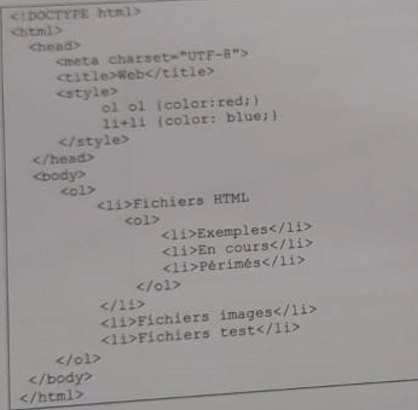 <!DOCTYPE html>
<html>
<head>
<meta charset="UTF-8">
<title>Web</title>
<style>
ol ol {color:red;}
li+li {color: blue;}
</style>
</head>
<body>
<ol>
<li>Fichiers HTML
<ol>
<li>Exemples</li>
<li>En cours</li>
<li>Périmés</li>
</ol>
</li>
<li>Fichiers images</li>
<li>Fichiers test</li>
</ol>
</body>
</html>